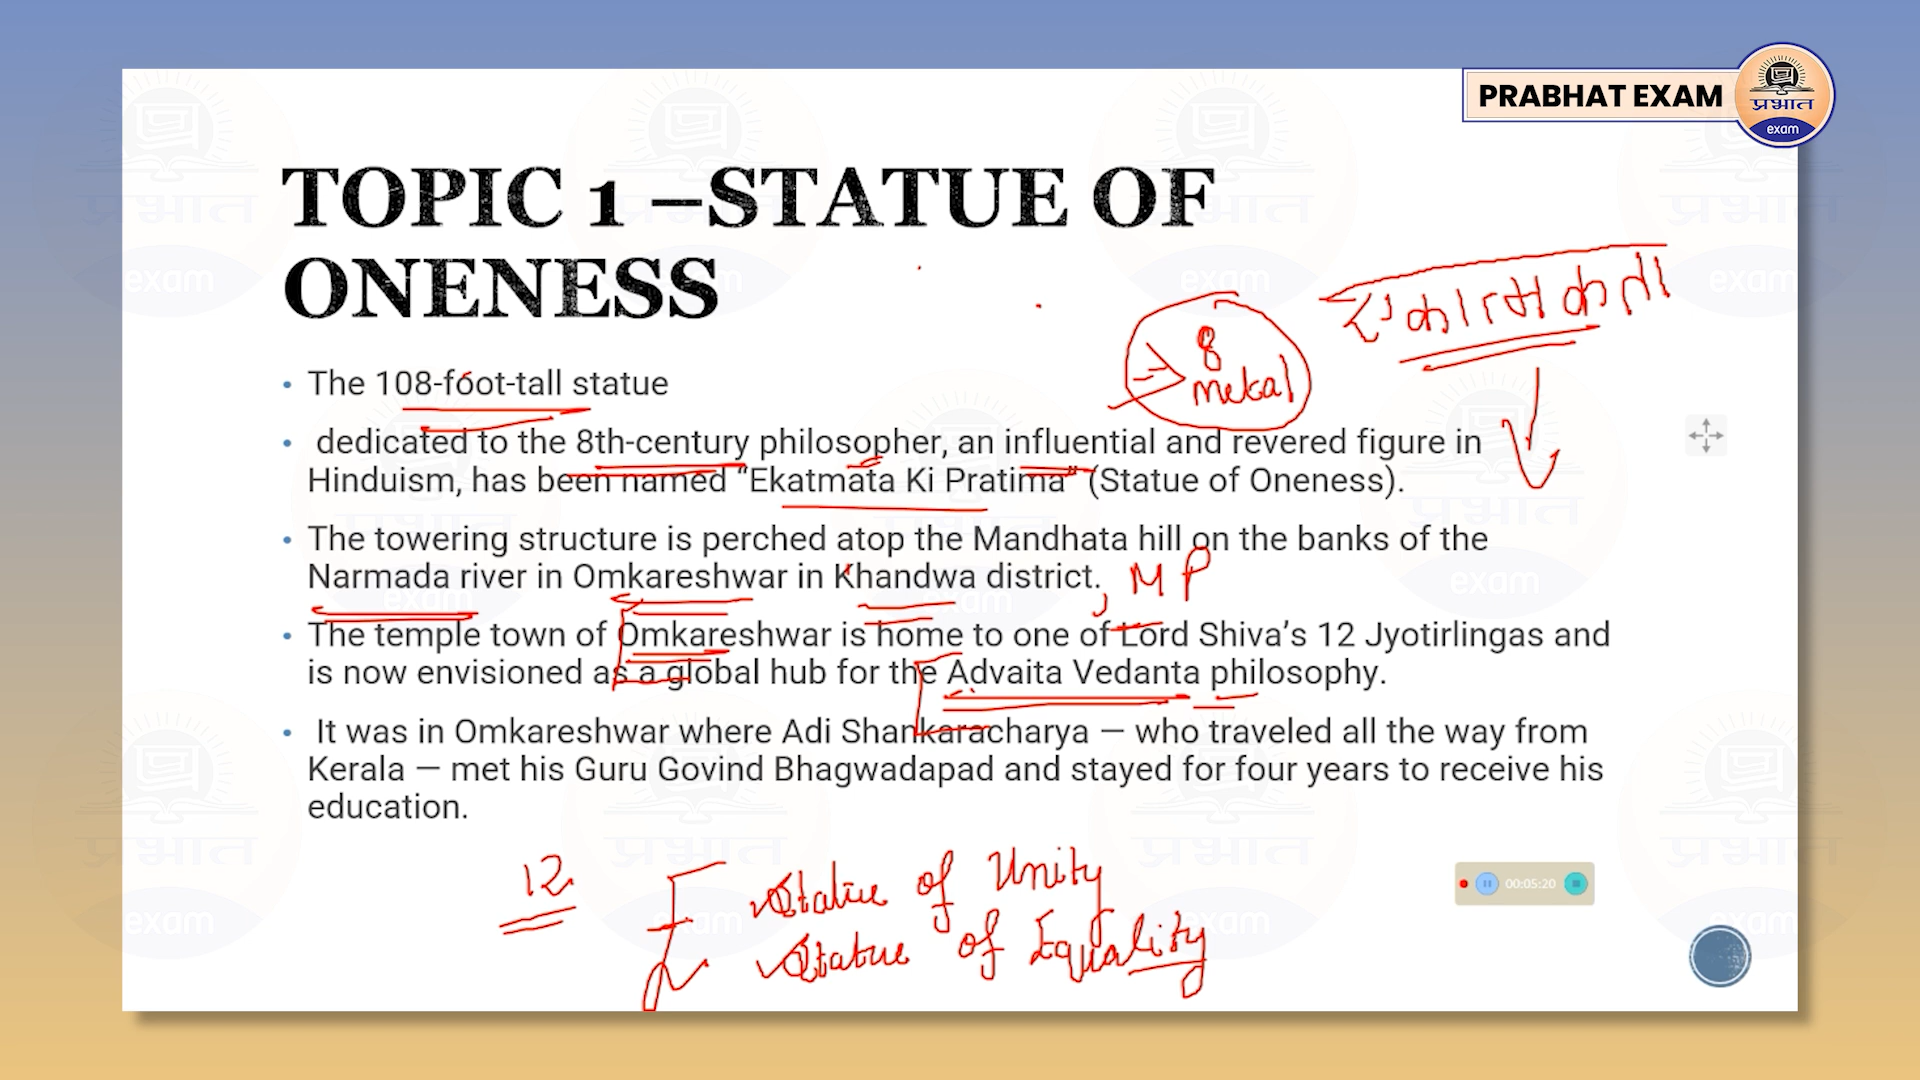 PRABHAT EXAM
प्रभात
exam
TOPIC 1 –STATUE OF
ONENESS
एकात्मकता
8
metal
• The 108-foot-tall statue
• dedicated to the 8th-century philosopher, an influential and revered figure in
Hinduism, has been named “Ekatmata Ki Pratima” (Statue of Oneness).
• The towering structure is perched atop the Mandhata hill on the banks of the
Narmada river in Omkareshwar in Khandwa district. , MP
• The temple town of Omkareshwar is home to one of Lord Shiva’s 12 Jyotirlingas and
is now envisioned as a global hub for the Advaita Vedanta philosophy.
• It was in Omkareshwar where Adi Shankaracharya — who traveled all the way from
Kerala — met his Guru Govind Bhagwadapad and stayed for four years to receive his
education.
12
Statue of Unity
Statue of Equality
00:05:20